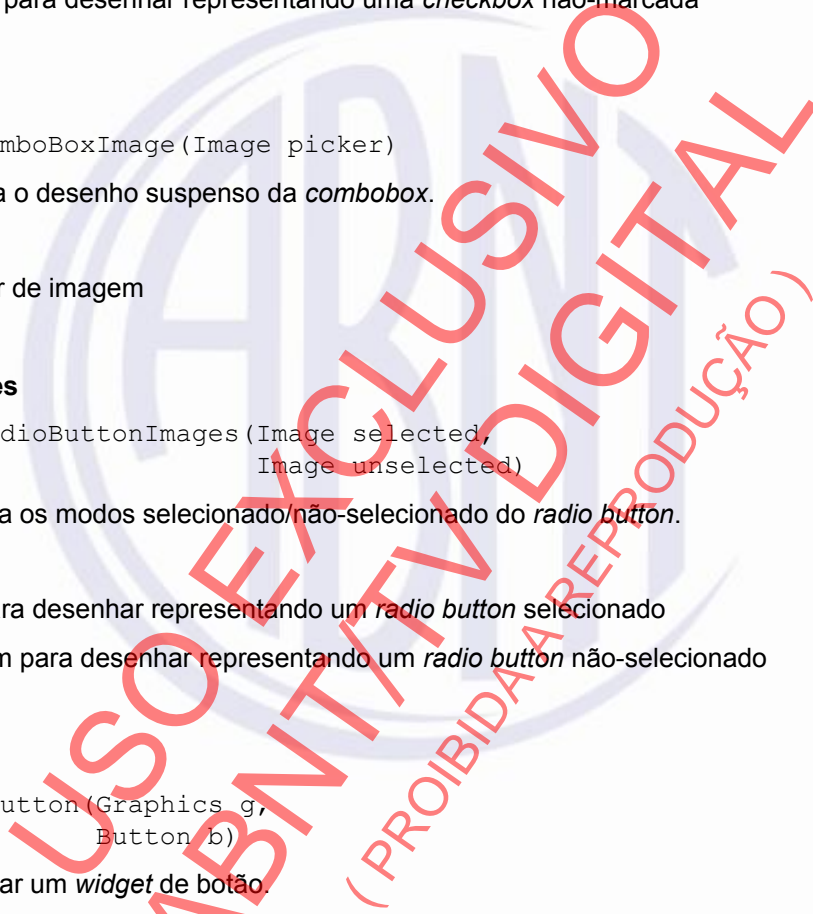 para desenhar representando uma checkbox não-marcada
mboBoxImage(Image picker)
a o desenho suspenso da combobox.
r de imagem
es
dioButtonImages(Image selected,
Image unselected)
a os modos selecionado/não-selecionado do radio button.
ra desenhar representando um radio button selecionado
m para desenhar representando um radio button não-selecionado
utton(Graphics g,
Button b)
ar um widget de botão.
USO EXCLUSIVO
ABNT/TV DIGITAL
( PROIBIDA A REPRODUÇÃO )
ABNT